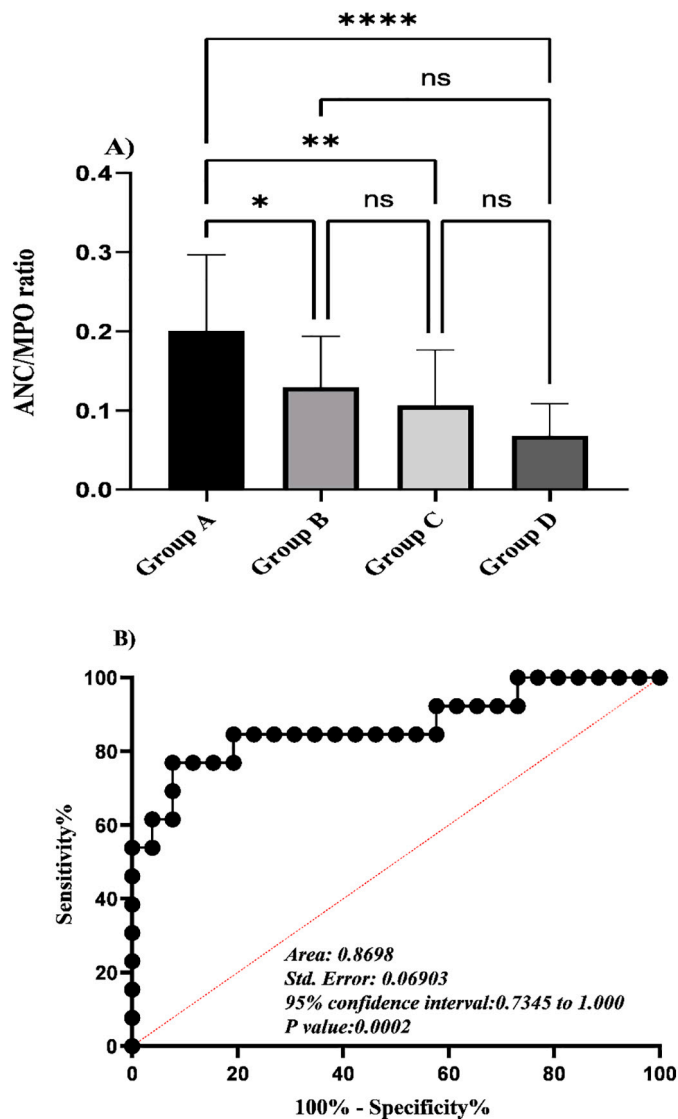 ****
ns
A)
**
0.4
*
ns
ns
0.3
0.2
0.1
0.0
ANC/MPO ratio
Group A
Group B
Group C
Group D
B)
100
80
60
40
20
0
Sensitivity%
Area: 0.8698
Std. Error: 0.06903
95% confidence interval:0.7345 to 1.000
P value:0.0002
0 20 40 60 80 100
100% - Specificity%